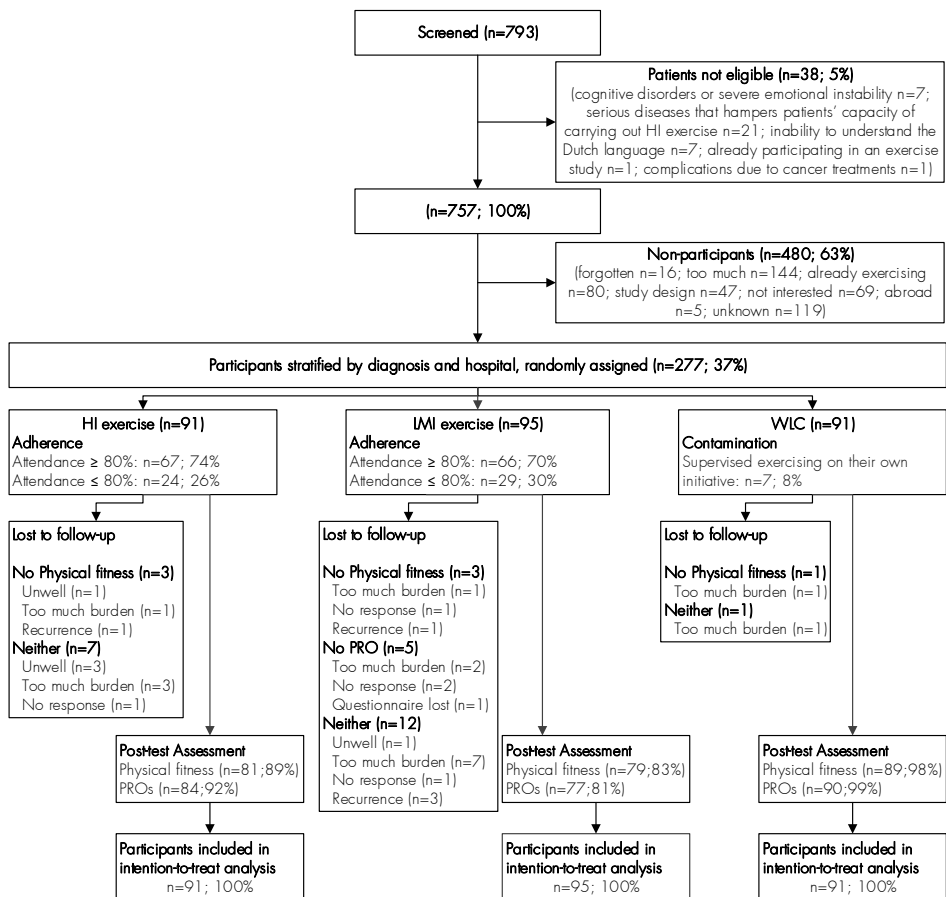 Screened (n=793)
Patients not eligible (n=38; 5%)
(cognitive disorders or severe emotional instability n=7;
serious diseases that hampers patients' capacity of
carrying out HI exercise n=21; inability to understand the
Dutch language n=7; already participating in an exercise
study n=1; complications due to cancer treatments n=1)
(n=757; 100%)
Non-participants (n=480; 63%)
(forgotten n=16; too much n=144; already exercising
n=80; study design n=47; not interested n=69; abroad
n=5; unknown n=119)
Participants stratified by diagnosis and hospital, randomly assigned (n=277; 37%)
HI exercise (n=91)
Adherence
Attendance ≥ 80%: n=67; 74%
Attendance ≤ 80%: n=24; 26%
LMI exercise (n=95)
Adherence
Attendance ≥ 80%: n=66; 70%
Attendance ≤ 80%: n=29; 30%
WLC (n=91)
Contamination
Supervised exercising on their own
initiative: n=7; 8%
Lost to follow-up
No Physical fitness (n=3)
Unwell (n=1)
Too much burden (n=1)
Recurrence (n=1)
Neither (n=7)
Unwell (n=3)
Too much burden (n=3)
No response (n=1)
Lost to follow-up
No Physical fitness (n=3)
Too much burden (n=1)
No response (n=1)
Recurrence (n=1)
No PRO (n=5)
Too much burden (n=2)
No response (n=2)
Questionnaire lost (n=1)
Neither (n=12)
Unwell (n=1)
Too much burden (n=7)
No response (n=1)
Recurrence (n=3)
Lost to follow-up
No Physical fitness (n=1)
Too much burden (n=1)
Neither (n=1)
Too much burden (n=1)
Post-test Assessment
Physical fitness (n=81;89%)
PROs (n=84;92%)
Post-test Assessment
Physical fitness (n=79;83%)
PROs (n=77;81%)
Post-test Assessment
Physical fitness (n=89;98%)
PROs (n=90;99%)
Participants included in
intention-to-treat analysis
n=91; 100%
Participants included in
intention-to-treat analysis
n=95; 100%
Participants included in
intention-to-treat analysis
n=91; 100%